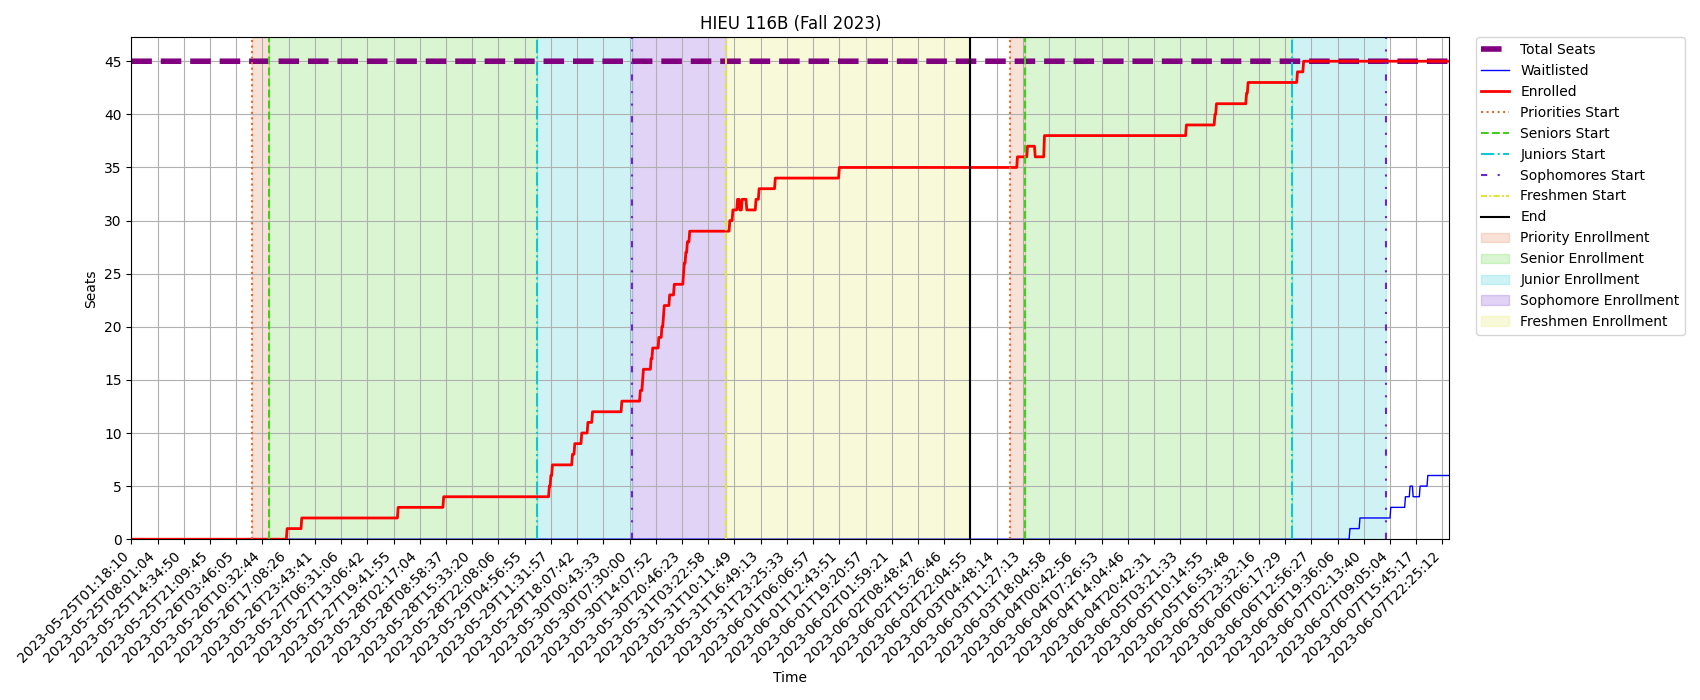 HIEU 116B (Fall 2023)
Total Seats
Waitlisted
Enrolled
Priorities Start
Seniors Start
Juniors Start
Sophomores Start
Freshmen Start
End
Priority Enrollment
Senior Enrollment
Junior Enrollment
Sophomore Enrollment
Freshmen Enrollment
Seats
45
40
35
30
25
20
15
10
5
0
2023-05-25T01:18:10
2023-05-25T08:01:04
2023-05-25T14:34:50
2023-05-25T21:09:45
2023-05-26T03:46:05
2023-05-26T10:32:44
2023-05-26T17:08:26
2023-05-26T23:43:41
2023-05-27T06:31:06
2023-05-27T13:06:42
2023-05-27T19:41:55
2023-05-28T02:17:04
2023-05-28T08:58:37
2023-05-28T15:33:20
2023-05-28T22:08:06
2023-05-29T04:56:55
2023-05-29T11:31:57
2023-05-29T18:07:42
2023-05-30T00:43:33
2023-05-30T07:30:00
2023-05-30T14:07:52
2023-05-30T20:46:23
2023-05-31T03:22:58
2023-05-31T10:11:49
2023-05-31T16:49:13
2023-05-31T23:25:33
2023-06-01T06:06:57
2023-06-01T12:43:51
2023-06-01T19:20:57
2023-06-02T01:59:21
2023-06-02T08:48:47
2023-06-02T15:26:46
2023-06-02T22:04:55
2023-06-03T04:48:14
2023-06-03T11:27:13
2023-06-03T18:04:58
2023-06-04T00:42:56
2023-06-04T07:26:53
2023-06-04T14:04:46
2023-06-04T20:42:31
2023-06-05T03:21:33
2023-06-05T10:14:55
2023-06-05T16:53:48
2023-06-05T23:32:16
2023-06-06T06:17:29
2023-06-06T12:56:27
2023-06-06T19:36:06
2023-06-07T02:13:40
2023-06-07T09:05:04
2023-06-07T15:45:17
2023-06-07T22:25:12
Time